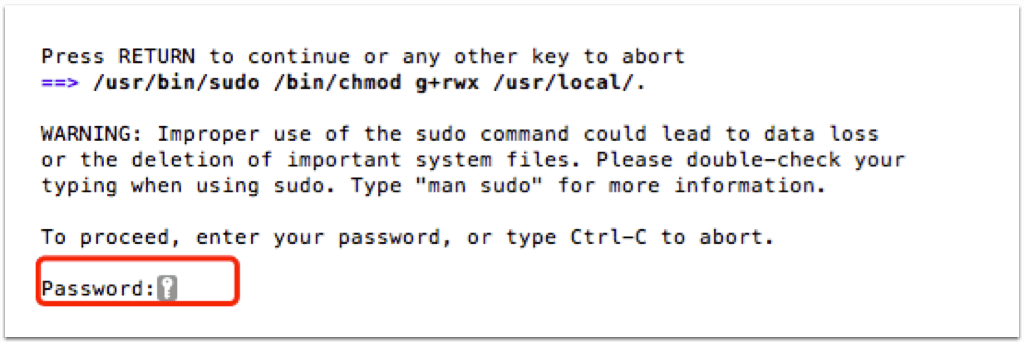 Press RETURN to continue or any other key to abort
==> /usr/bin/sudo /bin/chmod g+rwx /usr/local/.
WARNING: Improper use of the sudo command could lead to data loss
or the deletion of important system files. Please double-check your
typing when using sudo. Type "man sudo" for more information.
To proceed, enter your password, or type Ctrl-C to abort.
Password: